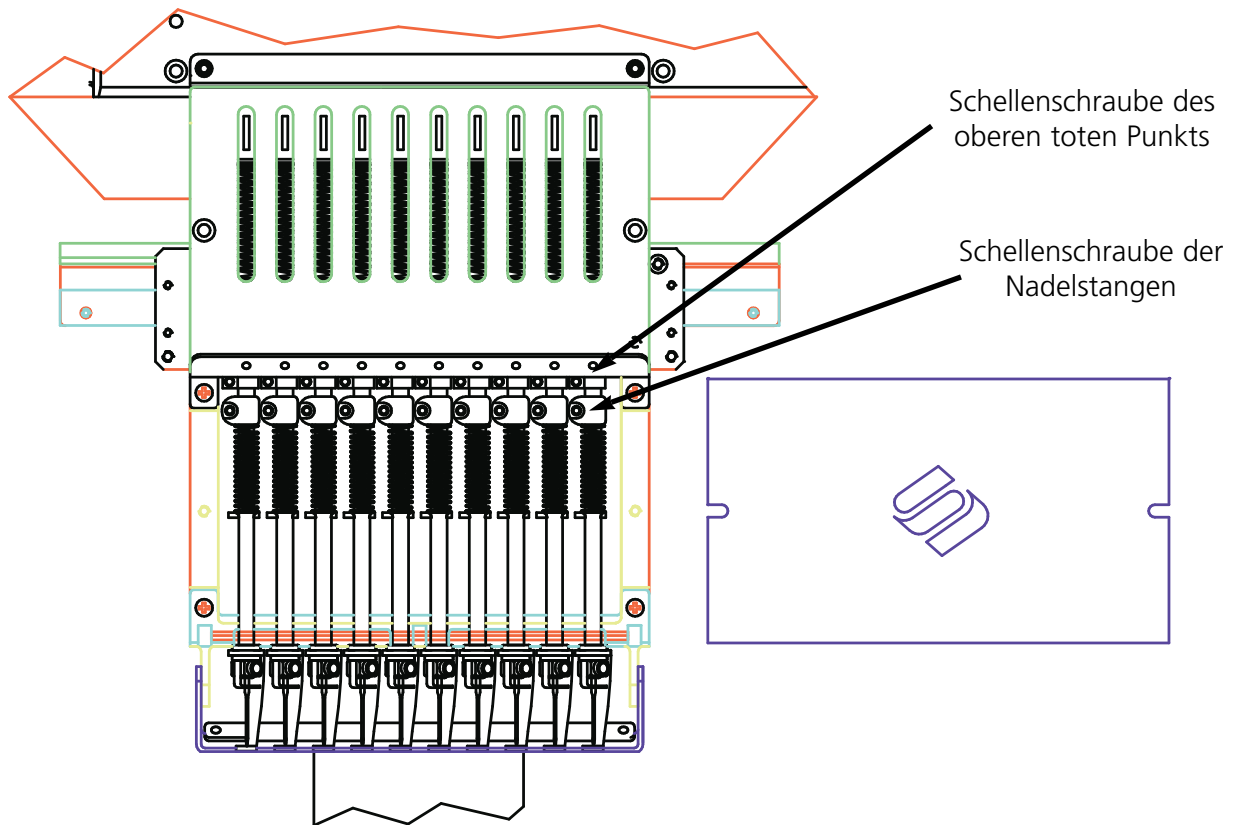 Schellenschraube des
oberen toten Punkts
Schellenschraube der
Nadelstangen